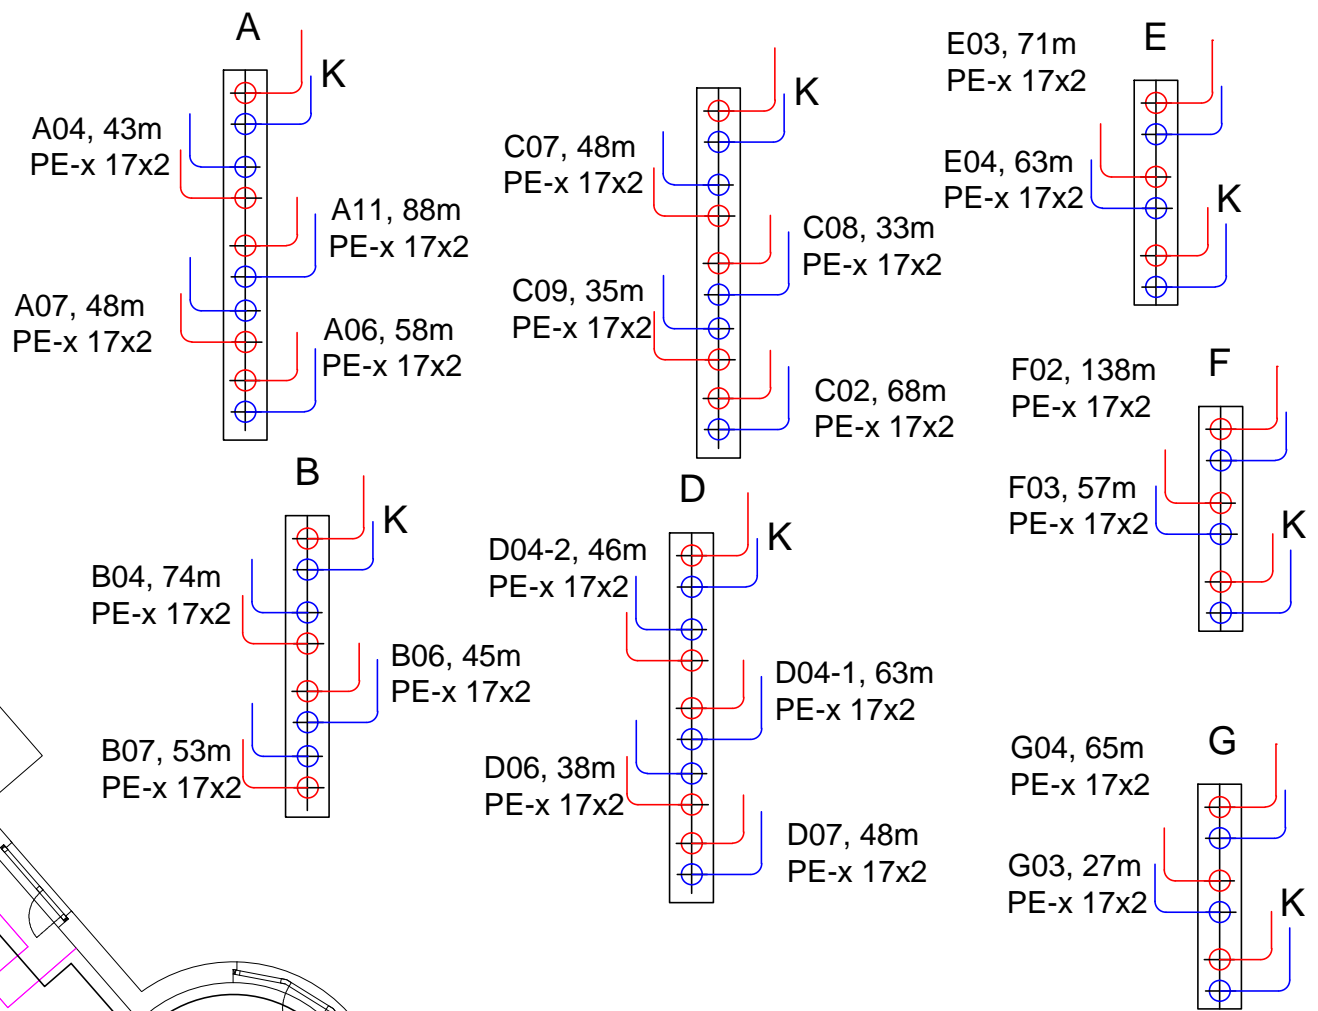 A
K
A04, 43m
PE-x 17x2
A11, 88m
PE-x 17x2
A07, 48m
PE-x 17x2
A06, 58m
PE-x 17x2
B
K
B04, 74m
PE-x 17x2
B06, 45m
PE-x 17x2
B07, 53m
PE-x 17x2
K
C07, 48m
PE-x 17x2
C08, 33m
PE-x 17x2
C09, 35m
PE-x 17x2
C02, 68m
PE-x 17x2
D
K
D04-2, 46m
PE-x 17x2
D04-1, 63m
PE-x 17x2
D06, 38m
PE-x 17x2
D07, 48m
PE-x 17x2
E
E03, 71m
PE-x 17x2
E04, 63m
PE-x 17x2
K
F
F02, 138m
PE-x 17x2
F03, 57m
PE-x 17x2
K
G
G04, 65m
PE-x 17x2
G03, 27m
PE-x 17x2
K